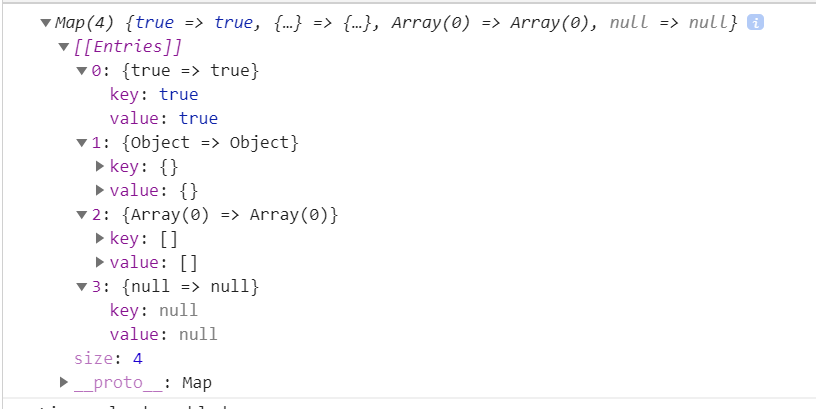 Map(4) {true => true, {…} => {…}, Array(0) => Array(0), null => null} i
[[Entries]]
0: {true => true}
key: true
value: true
1: {Object => Object}
key: {}
value: {}
2: {Array(0) => Array(0)}
key: []
value: []
3: {null => null}
key: null
value: null
size: 4
__proto__: Map